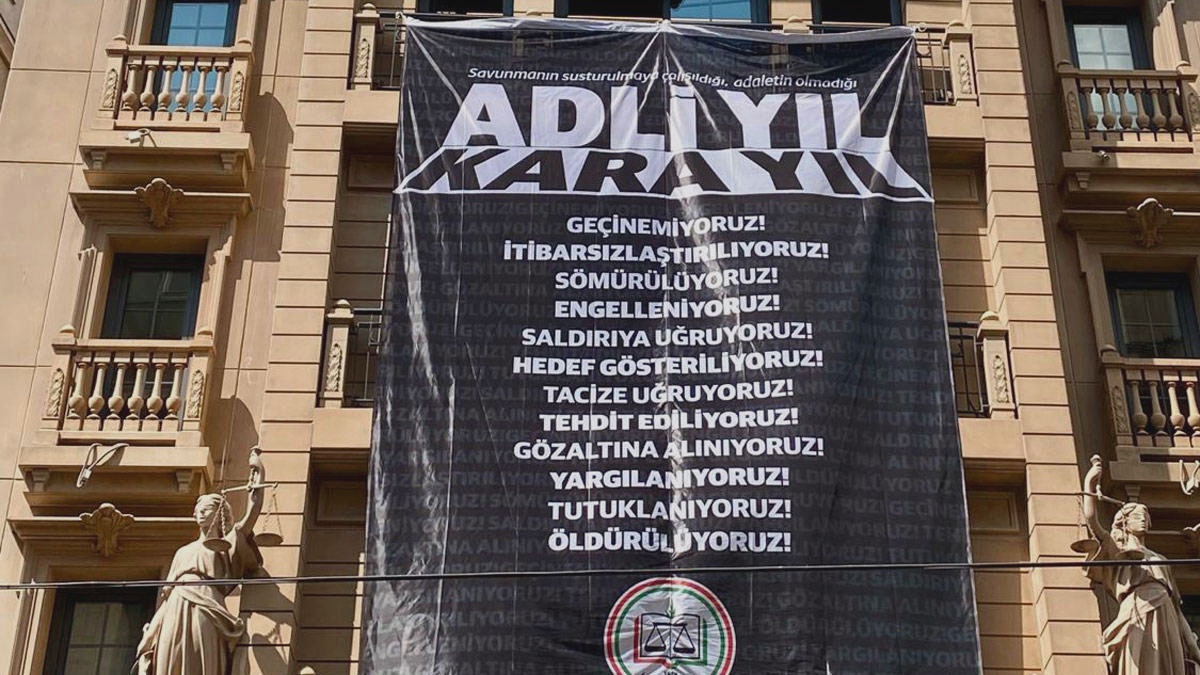 Savunmanın susturulmaya çalışıldığı, adaletin olmadığı
ADLİ YIL
KARA YIL
GEÇİNEMİYORUZ!
İTİBARSIZLAŞTIRILIYORUZ!
SÖMÜRÜLÜYORUZ!
ENGELLENİYORUZ!
SALDIRIYA UĞRUYORUZ!
HEDEF GÖSTERİLİYORUZ!
TACİZE UĞRUYORUZ!
TEHDİT EDİLİYORUZ!
GÖZALTINA ALINIYORUZ!
YARGILANIYORUZ!
TUTUKLANIYORUZ!
ÖLDÜRÜLÜYORUZ!